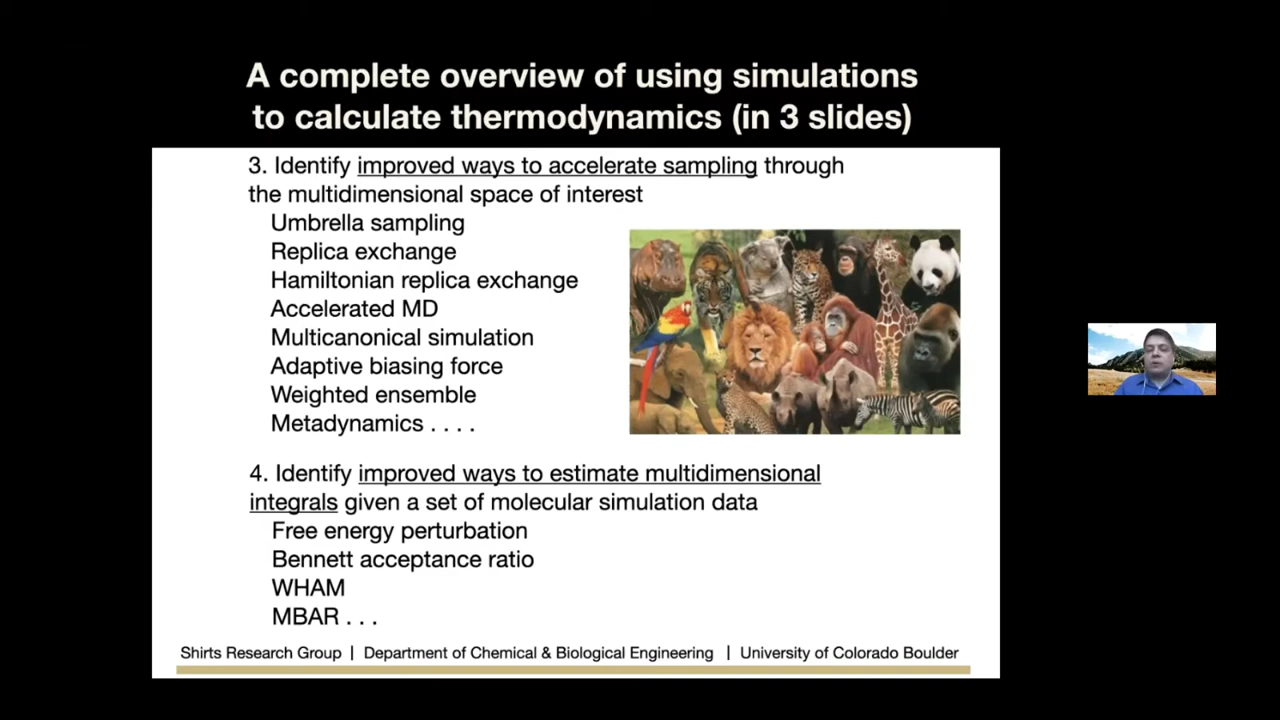 A complete overview of using simulations
to calculate thermodynamics (in 3 slides)
3. Identify improved ways to accelerate sampling through
the multidimensional space of interest
Umbrella sampling
Replica exchange
Hamiltonian replica exchange
Accelerated MD
Multicanonical simulation
Adaptive biasing force
Weighted ensemble
Metadynamics . . . .
4. Identify improved ways to estimate multidimensional
integrals given a set of molecular simulation data
Free energy perturbation
Bennett acceptance ratio
WHAM
MBAR . . .
Shirts Research Group | Department of Chemical & Biological Engineering | University of Colorado Boulder